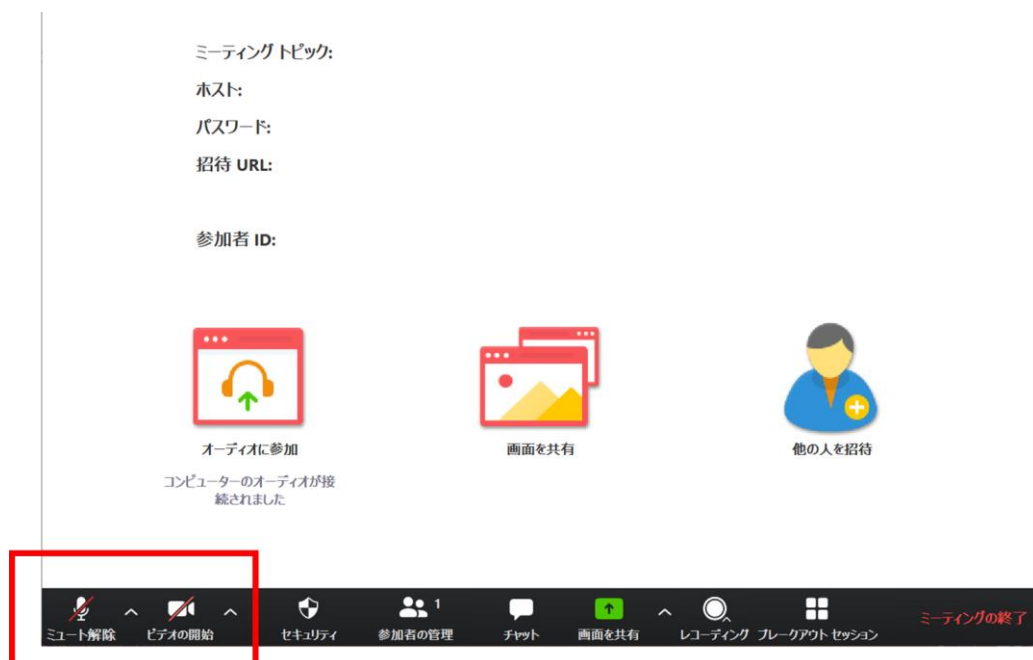 ミーティング トピック:
ホスト:
パスワード:
招待 URL:
参加者 ID:
オーディオに参加
画面を共有
他の人を招待
コンピューターのオーディオが接
続されました
ミュート解除
ビデオの開始
セキュリティ
1
参加者の管理
チャット
画面を共有
レコーディング
ブレークアウト セッション
ミーティングの終了